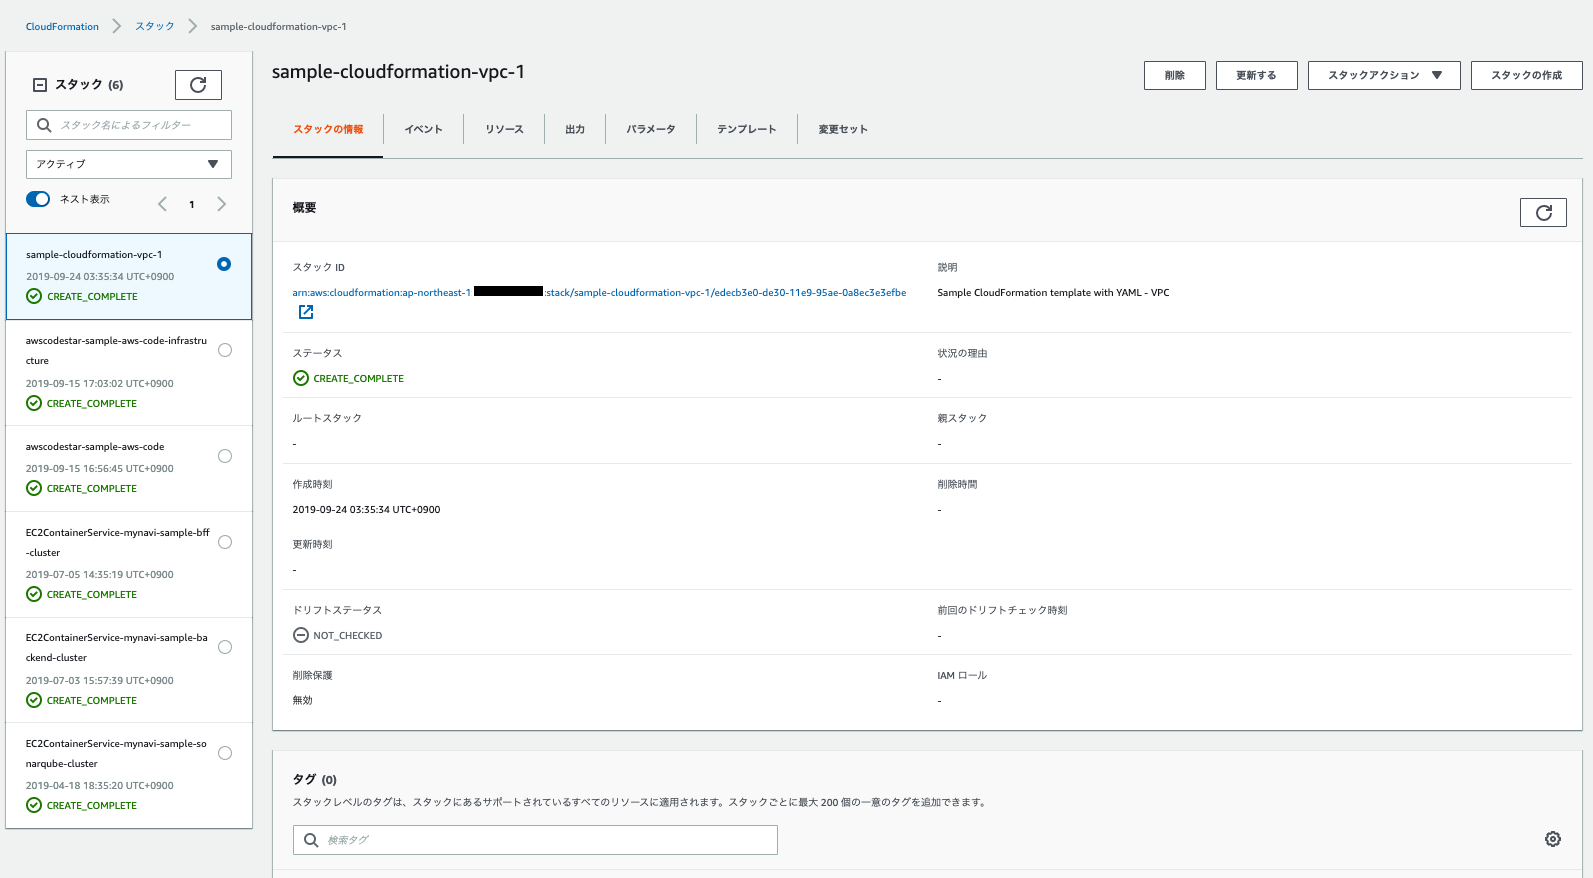 CloudFormation > スタック > sample-cloudformation-vpc-1
スタック (6)
スタック名によるフィルター
アクティブ
ネスト表示
1
sample-cloudformation-vpc-1
2019-09-24 03:35:34 UTC+0900
CREATE_COMPLETE
awscodestar-sample-aws-code-infrastru
cture
2019-09-15 17:03:02 UTC+0900
CREATE_COMPLETE
awscodestar-sample-aws-code
2019-09-15 16:56:45 UTC+0900
CREATE_COMPLETE
EC2ContainerService-mynavi-sample-bff
-cluster
2019-07-05 14:35:19 UTC+0900
CREATE_COMPLETE
EC2ContainerService-mynavi-sample-ba
ckend-cluster
2019-07-03 15:57:39 UTC+0900
CREATE_COMPLETE
EC2ContainerService-mynavi-sample-so
narqube-cluster
2019-04-18 18:35:20 UTC+0900
CREATE_COMPLETE
sample-cloudformation-vpc-1
削除 更新する スタックアクション スタックの作成
スタックの情報 イベント リソース 出力 パラメータ テンプレート 変更セット
概要
スタック ID 説明
arn:aws:cloudformation:ap-northeast-1 :stack/sample-cloudformation-vpc-1/edecb3e0-de30-11e9-95ae-0a8ec3e3efbe Sample CloudFormation template with YAML - VPC
ステータス 状況の理由
CREATE_COMPLETE -
ルートスタック 親スタック
- -
作成時刻 削除時間
2019-09-24 03:35:34 UTC+0900 -
更新時刻
-
ドリフトステータス 前回のドリフトチェック時刻
NOT_CHECKED -
削除保護 IAM ロール
無効 -
タグ (0)
スタックレベルのタグは、スタックにあるサポートされているすべてのリソースに適用されます。スタックごとに最大 200 個の一意のタグを追加できます。
検索タグ